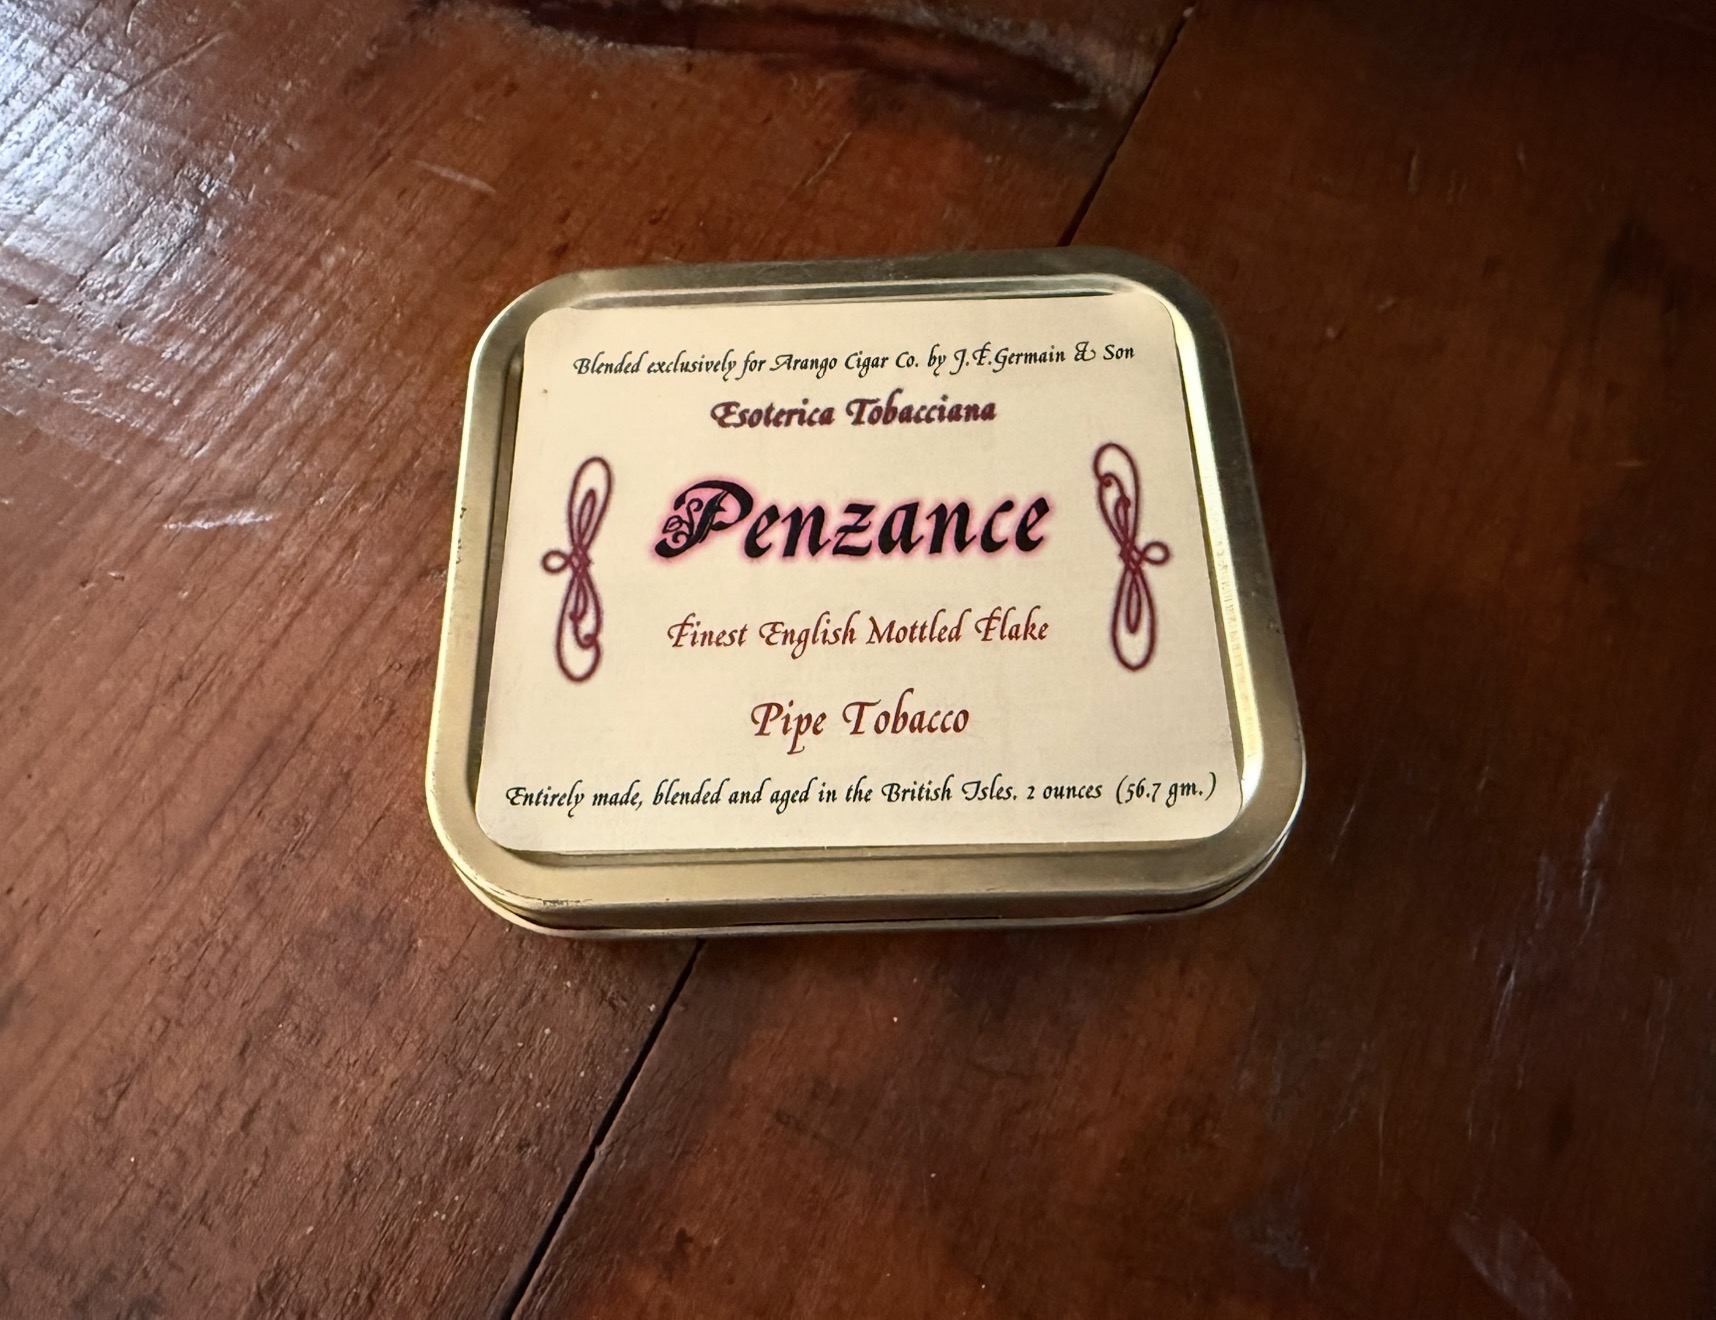 Blended exclusively for Arango Cigar Co. by J.F.Germain & Son
Esoterica Tobacciana
Penzance
Finest English Mottled Flake
Pipe Tobacco
Entirely made, blended and aged in the British Isles. 2 ounces (56.7 gm.)